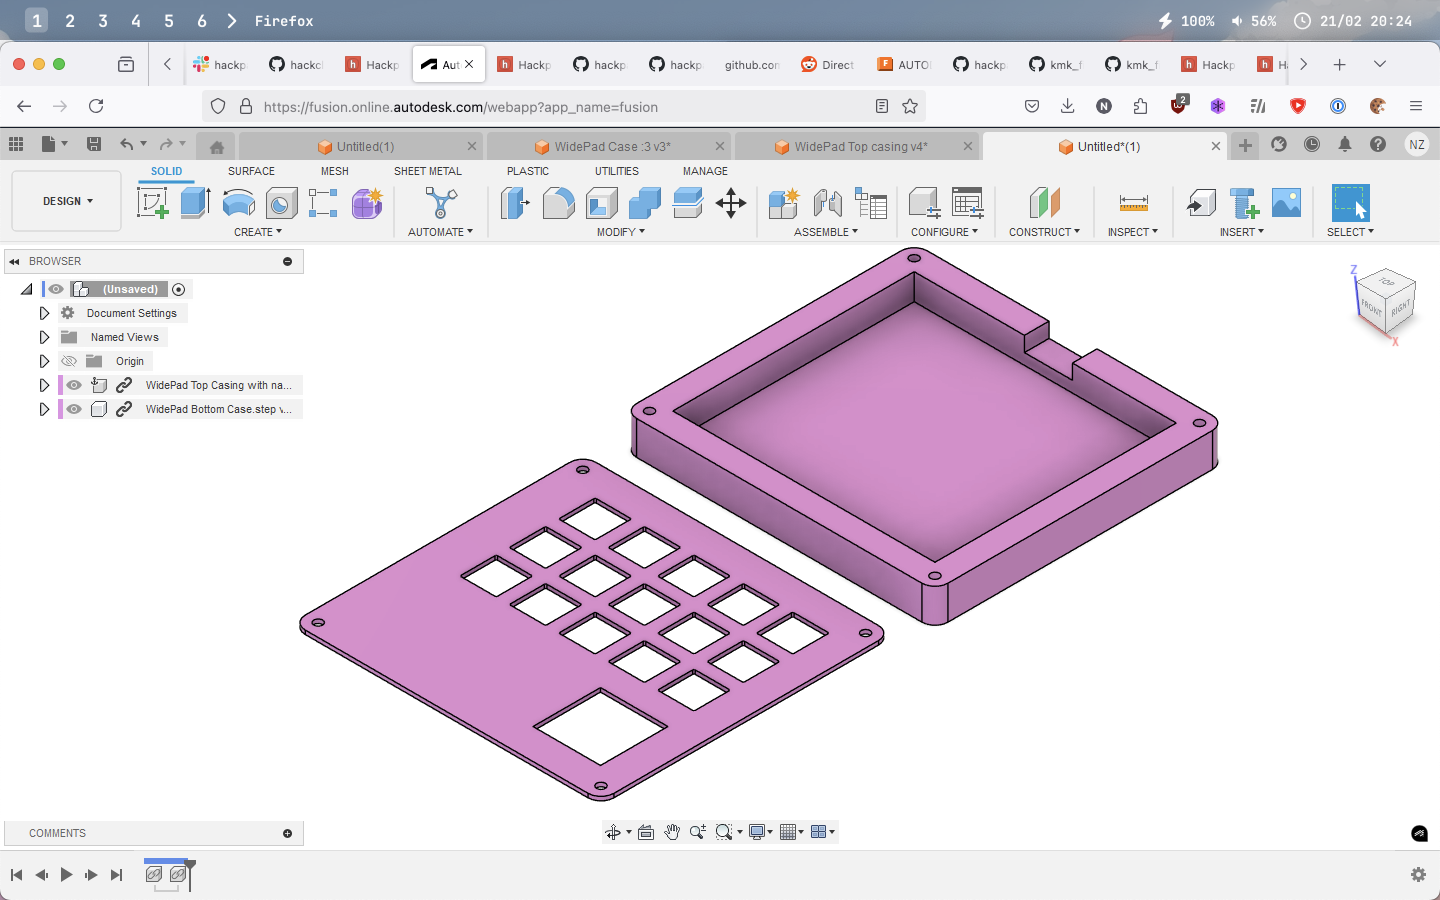 1 2 3 4 5 6 Firefox 100% 56% 21/02 20:24
hackp hackcl Hackp Aut Hackp hackp hackp github.com Direct AUTO hackp kmk_f kmk_f Hackp Ha
https://fusion.online.autodesk.com/webapp?app_name=fusion 2
Untitled(1) WidePad Case :3 v3* WidePad Top casing v4* Untitled*(1) NZ
SOLID SURFACE MESH SHEET METAL PLASTIC UTILITIES MANAGE
DESIGN
CREATE AUTOMATE MODIFY ASSEMBLE CONFIGURE CONSTRUCT INSPECT INSERT SELECT
BROWSER
(Unsaved)
Document Settings
Named Views
Origin
WidePad Top Casing with na...
WidePad Bottom Case.step v...
Z
TOP
FRONT RIGHT
X
COMMENTS